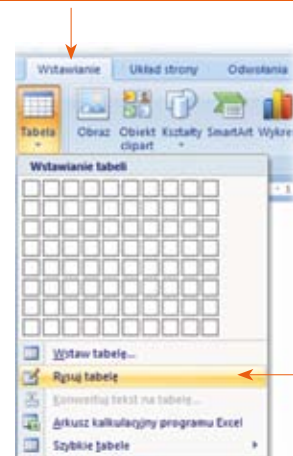 Wstawianie Układ strony Odwołania
Tabela Obraz Obiekt clipart Kształty SmartArt Wykre
Wstawianie tabeli
Wstaw tabelę...
Rysuj tabelę
Konwertuj tekst na tabelę...
Arkusz kalkulacyjny programu Excel
Szybkie tabele